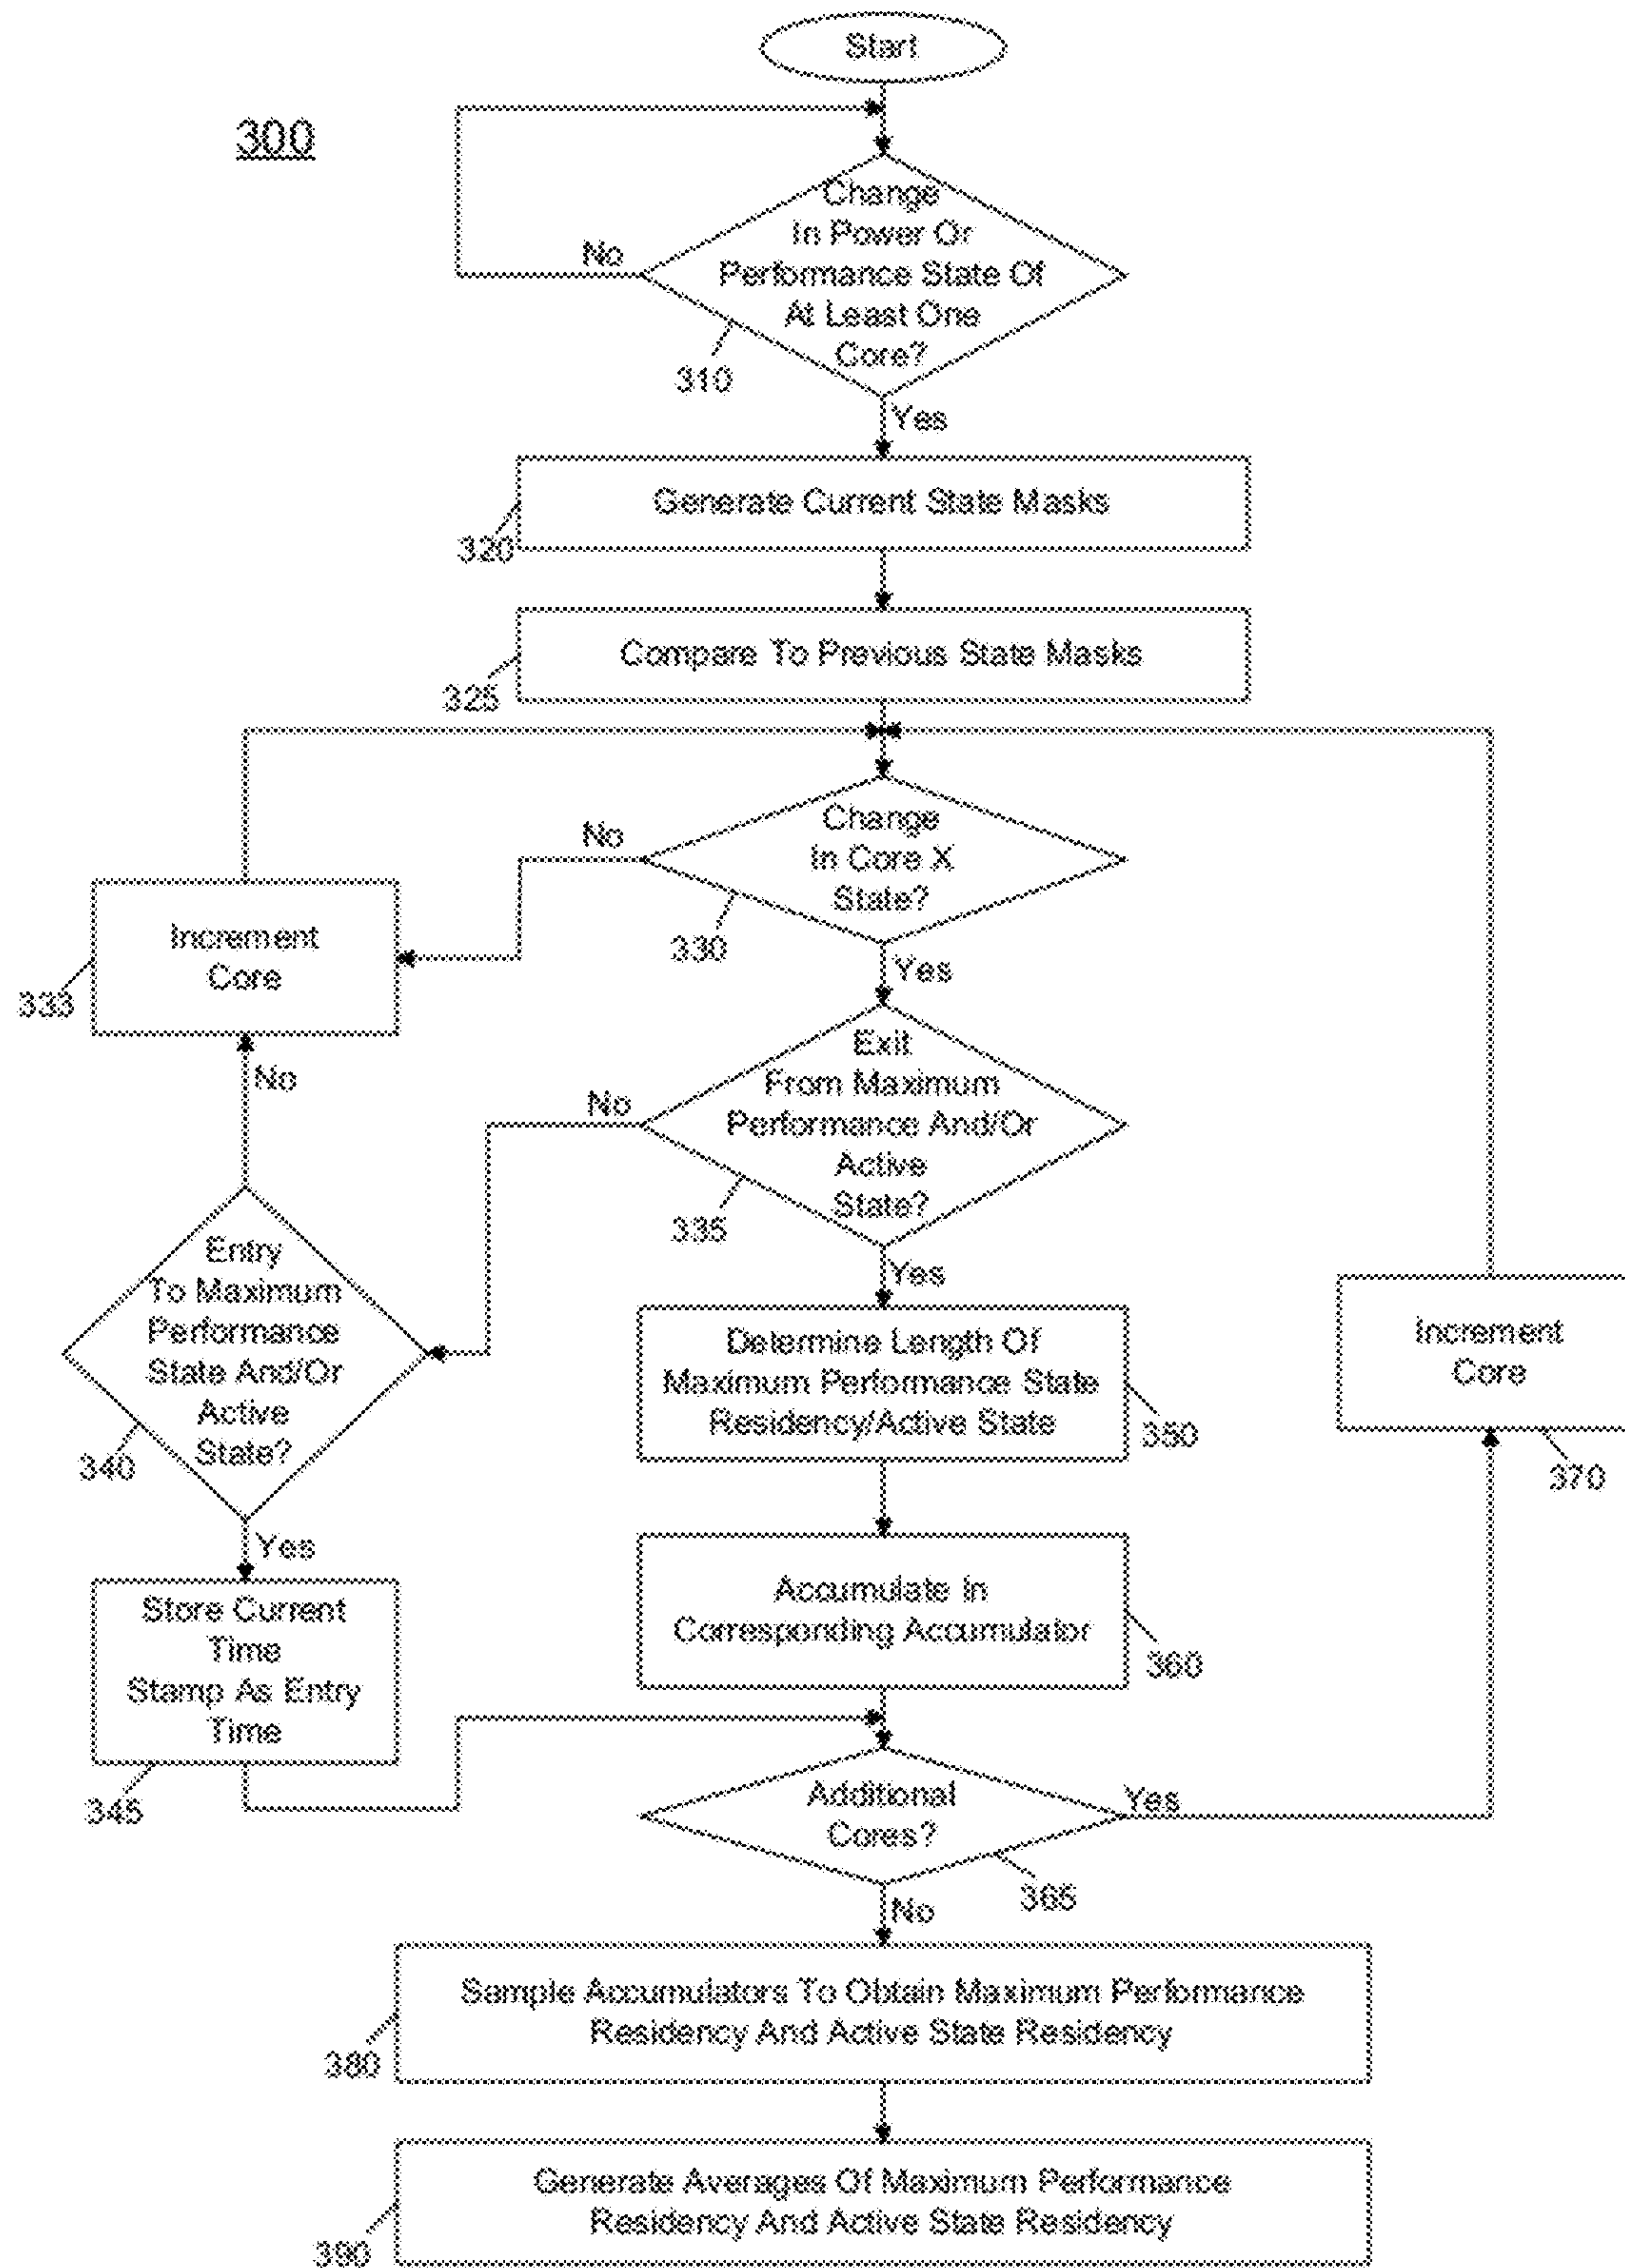 Start
300
Change
In Power Or
Performance State Of
At Least One
Core?
No
310
Yes
Generate Current State Masks
320
Compare To Previous State Masks
325
Change
In Core X
State?
No
330
Yes
Increment
Core
333
Exit
From Maximum
Performance And/Or
Active
State?
No
335
Yes
No
Entry
To Maximum
Performance
State And/Or
Active
State?
340
Yes
Determine Length Of
Maximum Performance State
Residency/Active State
350
Increment
Core
370
Store Current
Time
Stamp As Entry
Time
345
Accumulate In
Corresponding Accumulator
360
Additional
Cores?
Yes
365
No
Sample Accumulators To Obtain Maximum Performance
Residency And Active State Residency
380
Generate Averages Of Maximum Performance
Residency And Active State Residency
390